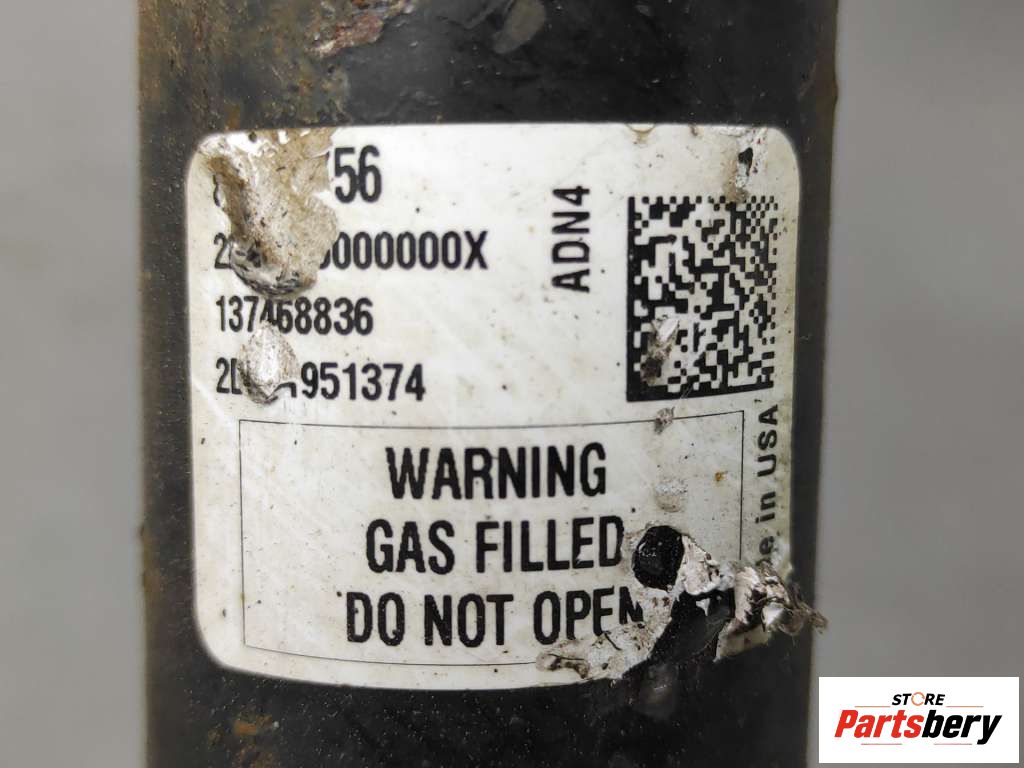 56
000000X
137468836
951374
ADN4
in USA
WARNING
GAS FILLED
DO NOT OPEN
STORE
Partsbery